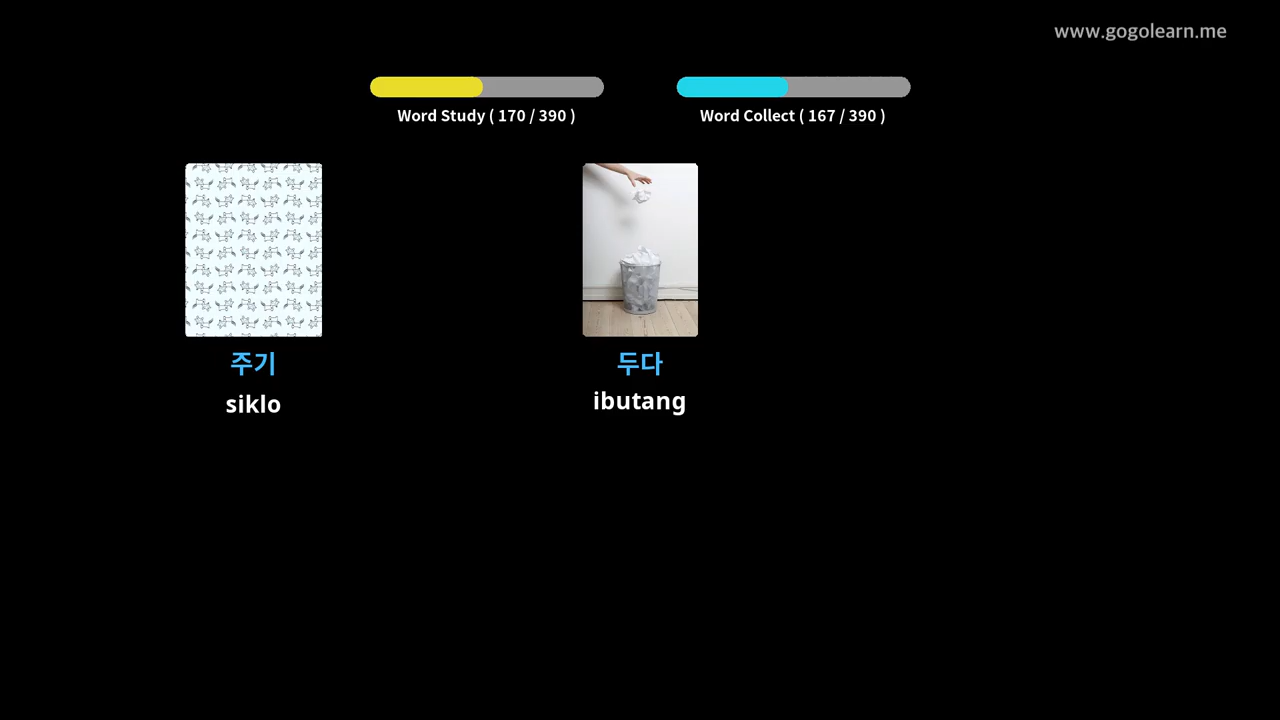 www.gogolearn.me
Word Study ( 170 / 390 )
Word Collect ( 167 / 390 )
주기
siklo
두다
ibutang